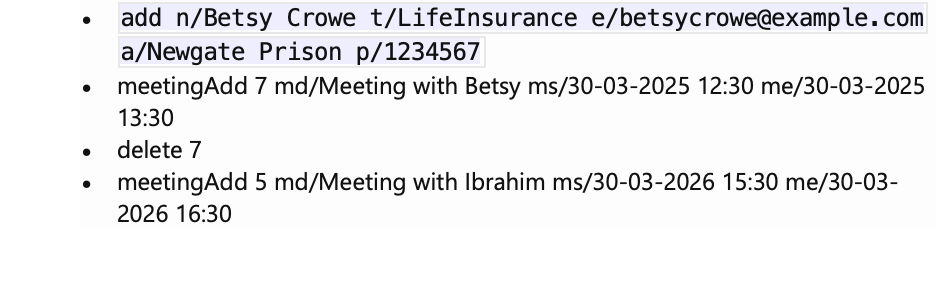 • add n/Betsy Crowe t/LifeInsurance e/betsycrowe@example.com
a/Newgate Prison p/1234567
• meetingAdd 7 md/Meeting with Betsy ms/30-03-2025 12:30 me/30-03-2025
13:30
• delete 7
• meetingAdd 5 md/Meeting with Ibrahim ms/30-03-2026 15:30 me/30-03-
2026 16:30